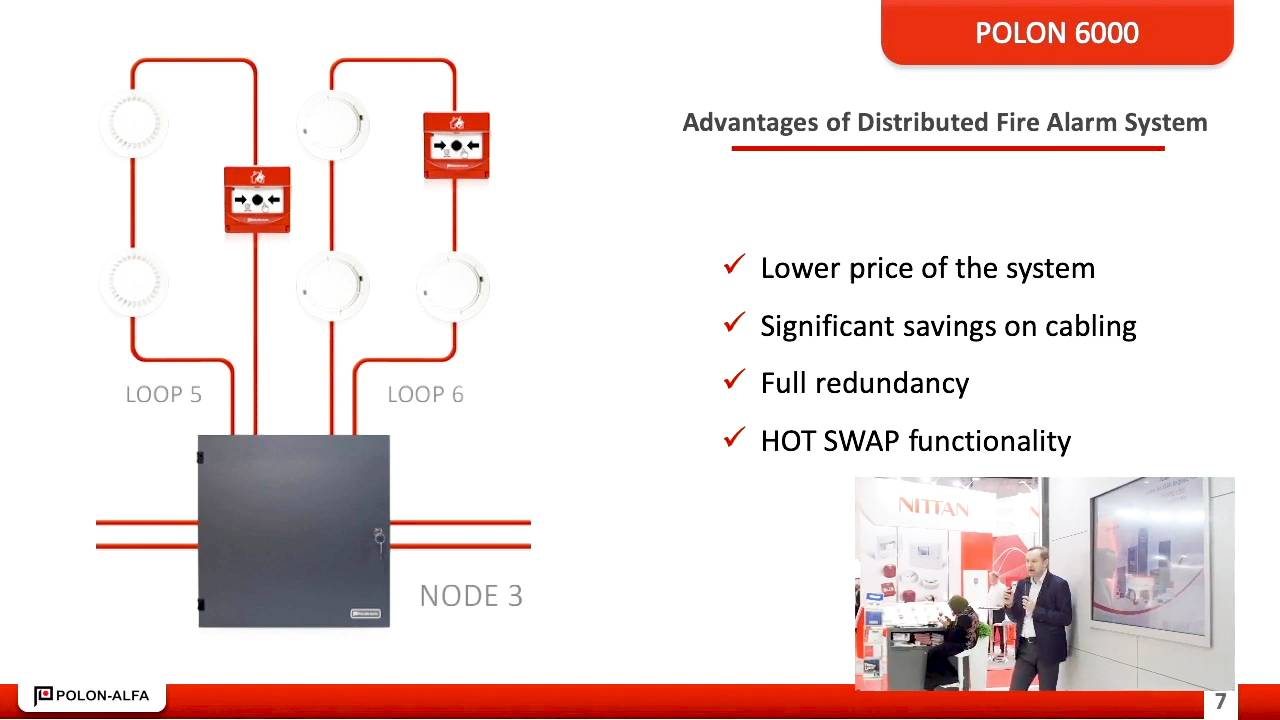 POLON 6000
Advantages of Distributed Fire Alarm System
Lower price of the system
Significant savings on cabling
Full redundancy
HOT SWAP functionality
LOOP 5
LOOP 6
NODE 3
NITTAN
POLON-ALFA
7